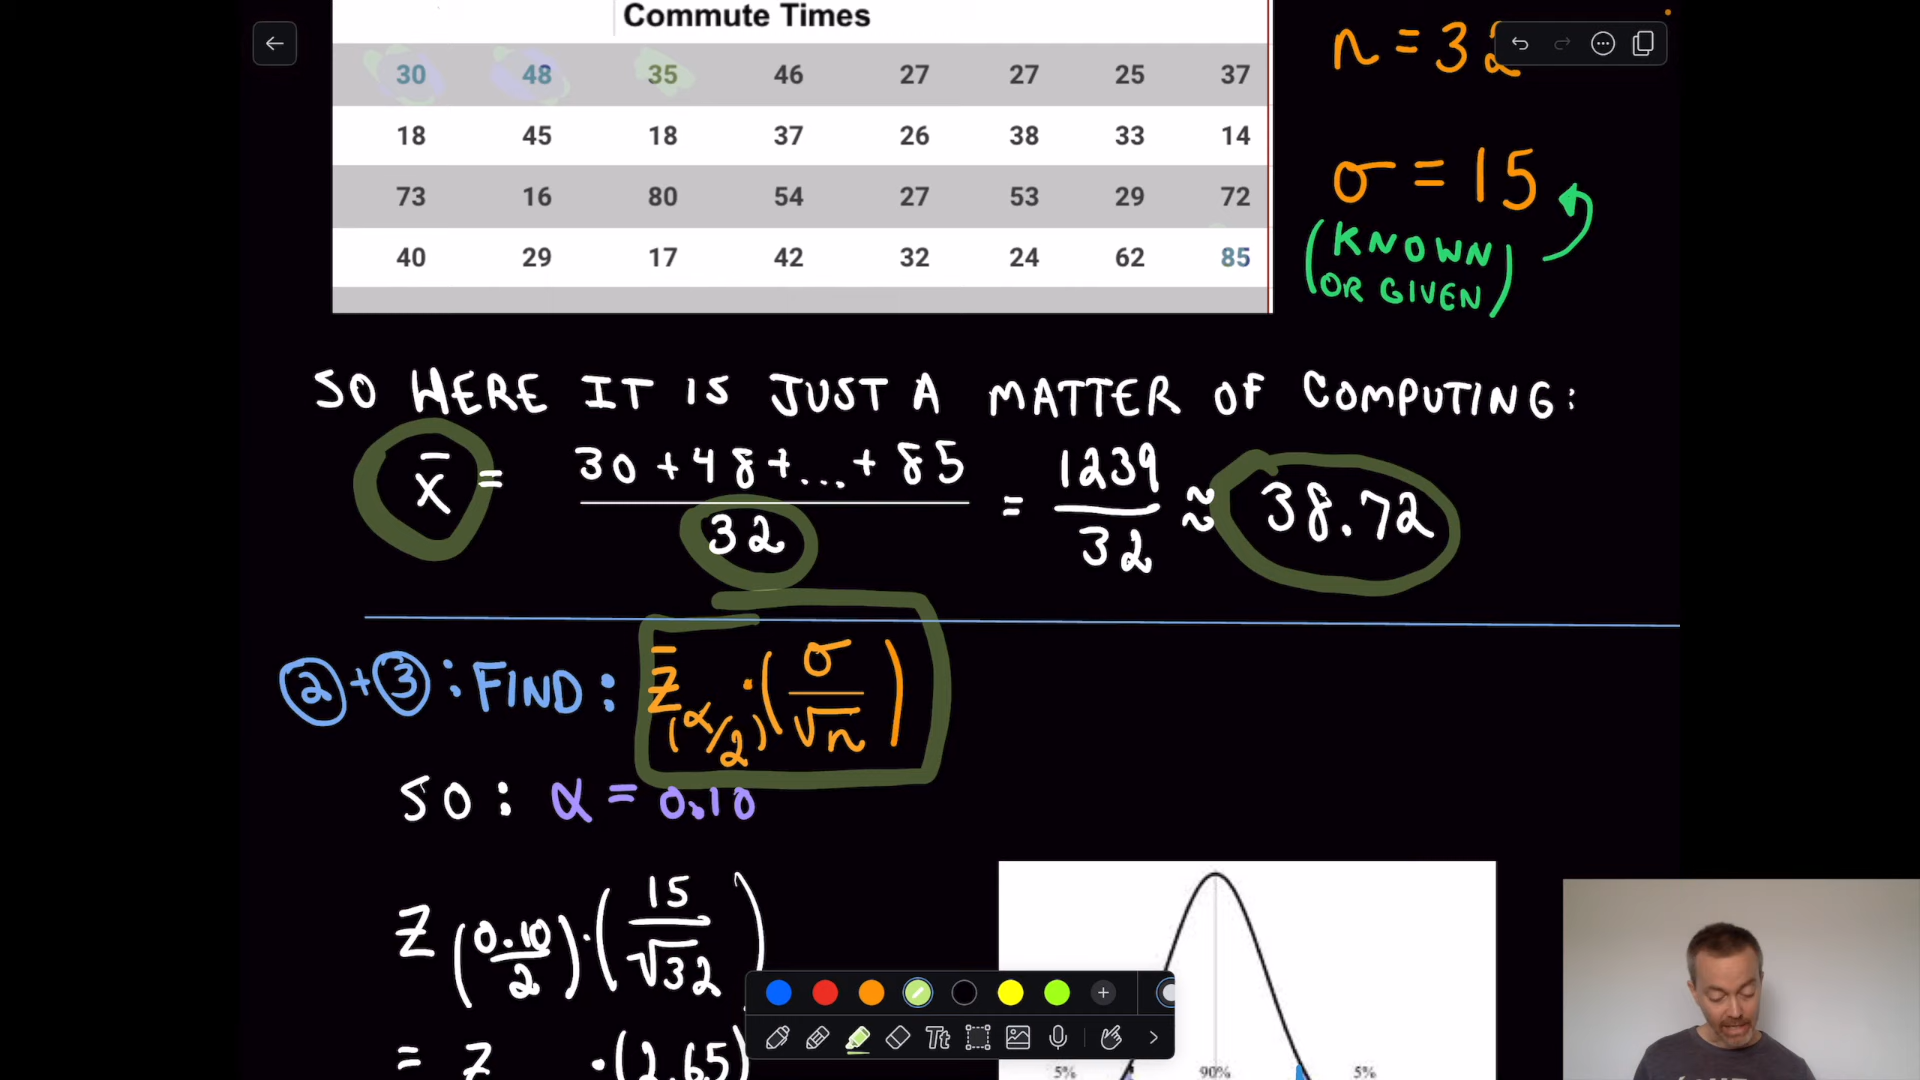 Commute Times
30 48 35 46 27 27 25 37
18 45 18 37 26 38 33 14
73 16 80 54 27 53 29 72
40 29 17 42 32 24 62 85
n = 32
σ = 15
(KNOWN
OR GIVEN)
SO HERE IT IS JUST A MATTER OF COMPUTING:
x̄ = (30 + 48 + ... + 85)/32 = 1239/32 ≈ 38.72
② + ③ : FIND : z̄_(α/2) · (σ/√n)
SO : α = 0.10
Z_(0.10/2) · (15/√32)
= Z · (2.65)
5% 90% 5%
Tt